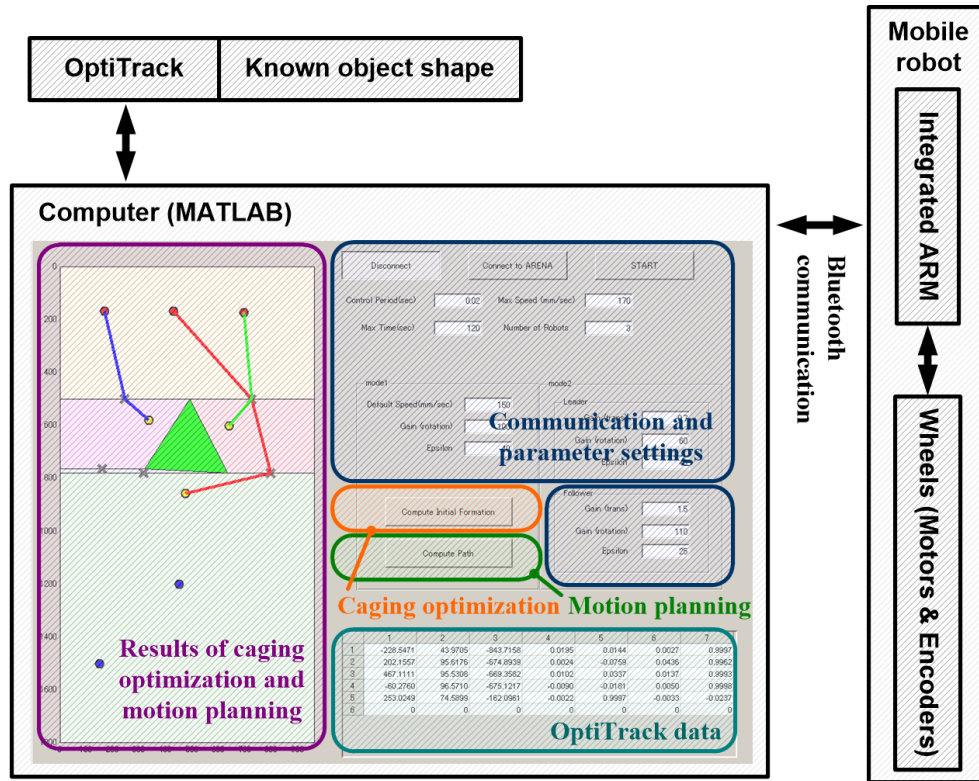 OptiTrack
Known object shape
Mobile
robot
Integrated ARM
Wheels (Motors & Encoders)
Bluetooth
communication
Computer (MATLAB)
Disconnect
Connect to ARENA
START
Control Period(sec)
0.02
Max Speed (mm/sec)
170
Max Time(sec)
120
Number of Robots
3
mode1
Default Speed(mm/sec)
150
Gain (rotation)
Epsilon
mode2
Leader
Gain (rotation)
60
Epsilon
Communication and
parameter settings
Follower
Gain (trans)
1.5
Gain (rotation)
110
Epsilon
25
Compute Initial Formation
Compute Path
Caging optimization
Motion planning
0
200
400
600
800
1000
1200
1400
1600
Results of caging
optimization and
motion planning
1 2 3 4 5 6 7
1 -228.5471 43.9705 -843.7158 0.0195 0.0144 0.0027 0.9997
2 202.1557 95.6176 -674.8939 0.0024 -0.0759 0.0436 0.9962
3 467.1111 95.5308 -669.3582 0.0102 0.0337 0.0137 0.9993
4 -60.2760 96.5710 -675.1217 -0.0090 -0.0181 0.0050 0.9998
5 253.0249 74.5899 -162.0961 -0.0022 0.9997 -0.0033 -0.0237
6 0 0 0 0 0 0 0
OptiTrack data